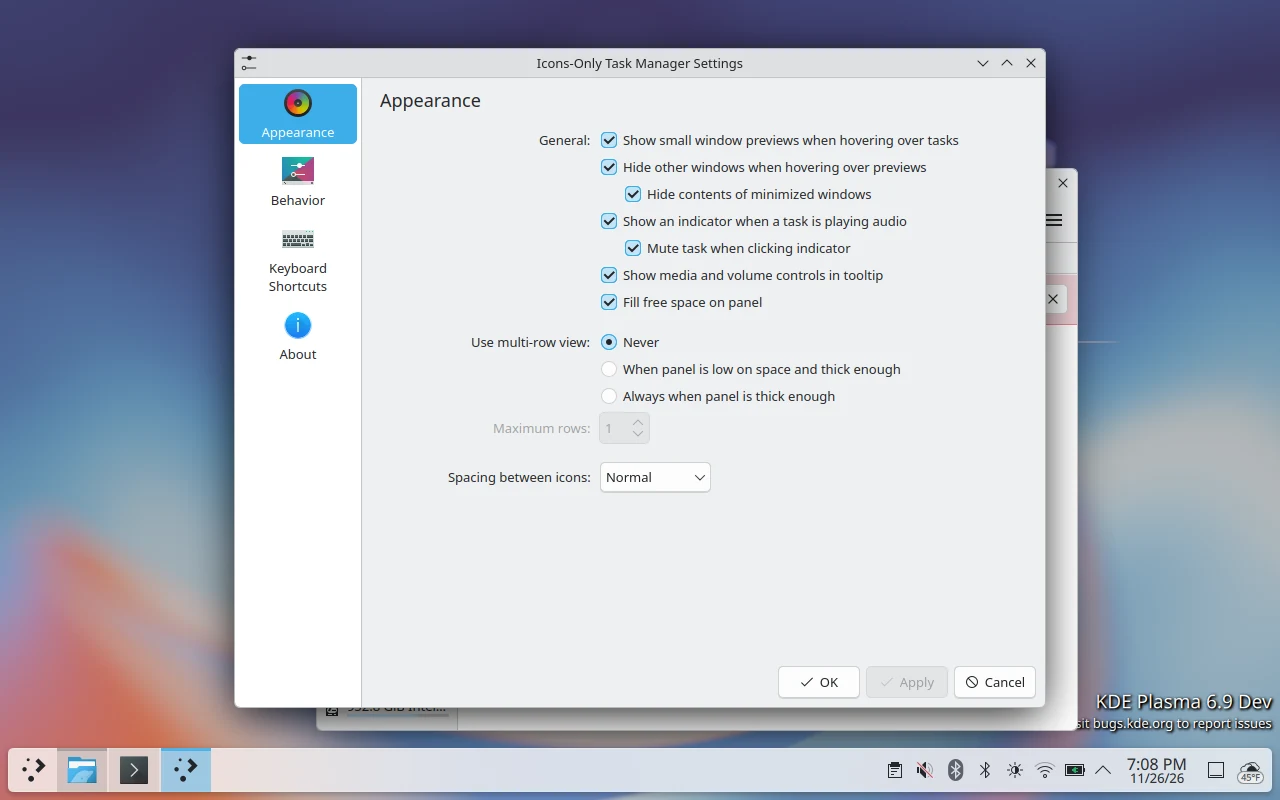 Icons-Only Task Manager Settings
Appearance
Behavior
Keyboard
Shortcuts
About
Appearance
General:
Show small window previews when hovering over tasks
Hide other windows when hovering over previews
Hide contents of minimized windows
Show an indicator when a task is playing audio
Mute task when clicking indicator
Show media and volume controls in tooltip
Fill free space on panel
Use multi-row view:
Never
When panel is low on space and thick enough
Always when panel is thick enough
Maximum rows: 1
Spacing between icons: Normal
OK
Apply
Cancel
KDE Plasma 6.9 Dev
bugs.kde.org to report issues
7:08 PM
11/26/26
45°F